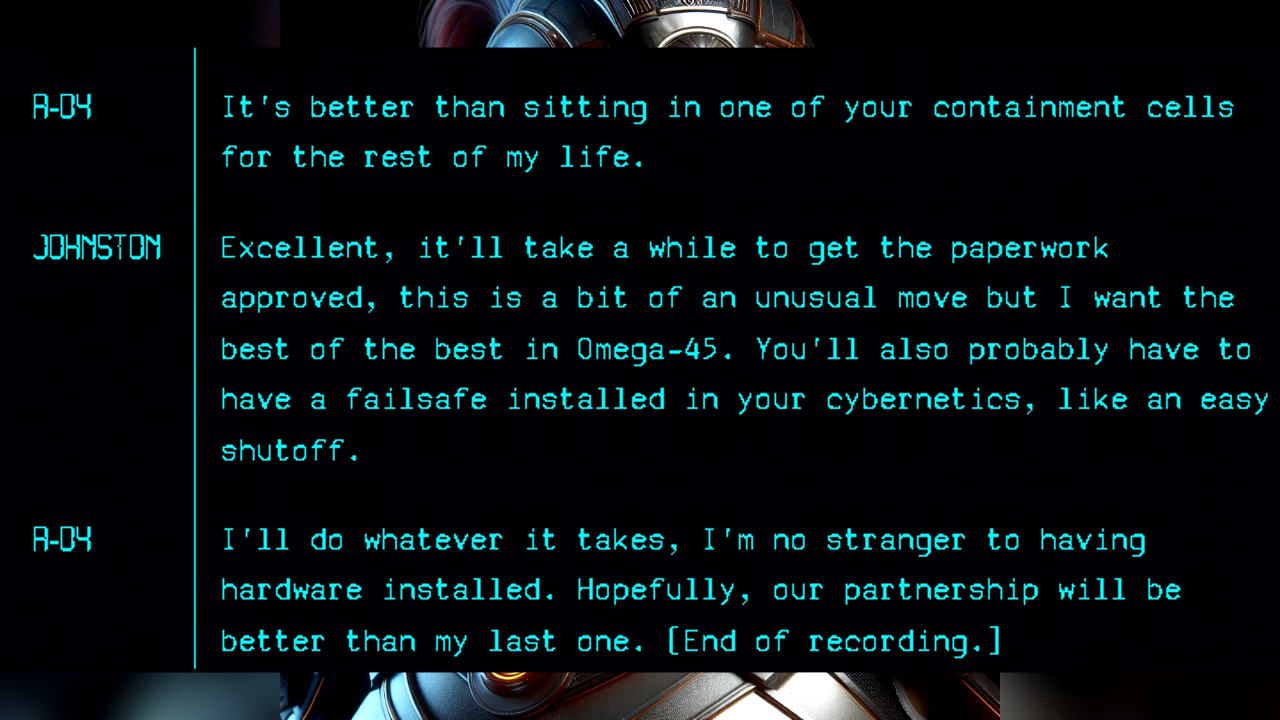 A-04
It's better than sitting in one of your containment cells
for the rest of my life.
JOHNSTON
Excellent, it'll take a while to get the paperwork
approved, this is a bit of an unusual move but I want the
best of the best in Omega-45. You'll also probably have to
have a failsafe installed in your cybernetics, like an easy
shutoff.
A-04
I'll do whatever it takes, I'm no stranger to having
hardware installed. Hopefully, our partnership will be
better than my last one. [End of recording.]